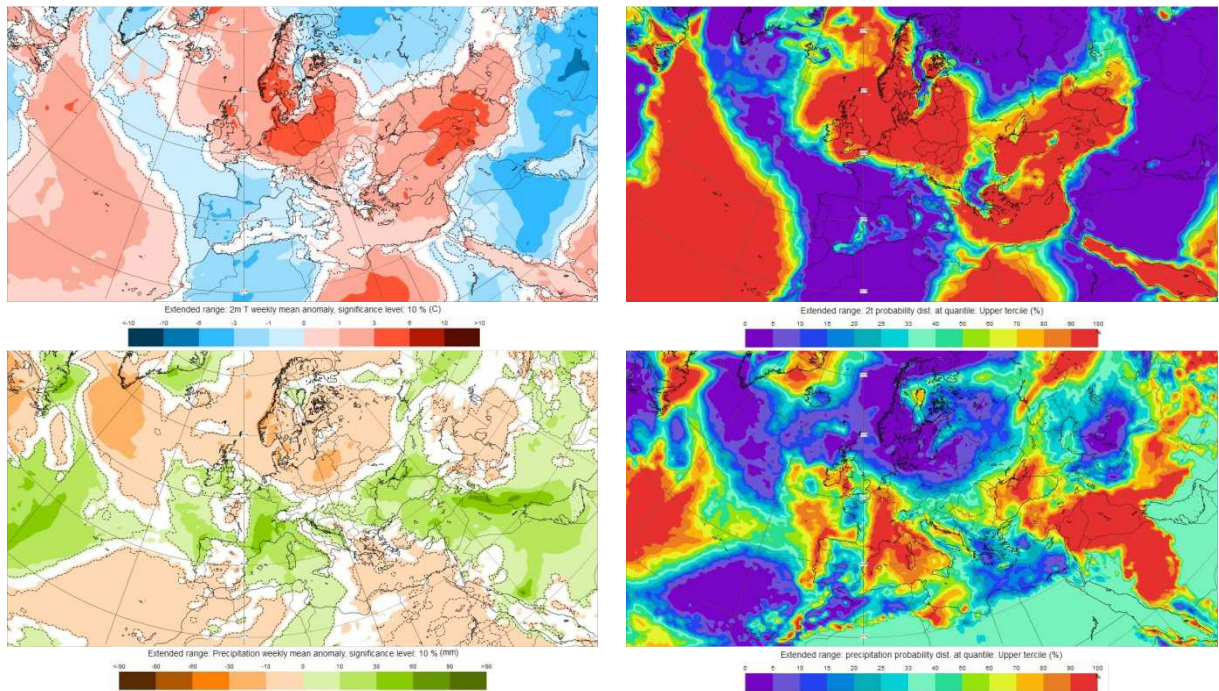 Extended range: 2m T weekly mean anomaly, significance level: 10 % (C)
<-10 -10 -6 -3 -1 0 1 3 6 10 >10
Extended range: 2t probability dist. at quantile: Upper tercile (%)
0 5 10 15 20 30 40 50 60 70 80 90 100
%
Extended range: Precipitation weekly mean anomaly, significance level: 10 % (mm)
<-90 -90 -60 -30 -10 0 10 30 60 90 >90
Extended range: precipitation probability dist. at quantile: Upper tercile (%)
0 5 10 15 20 30 40 50 60 70 80 90 100
%